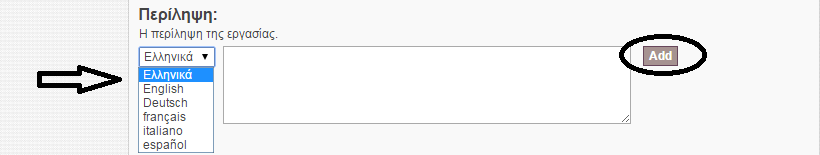 Περίληψη:
Η περίληψη της εργασίας.
Ελληνικά Add
Ελληνικά
English
Deutsch
français
italiano
español